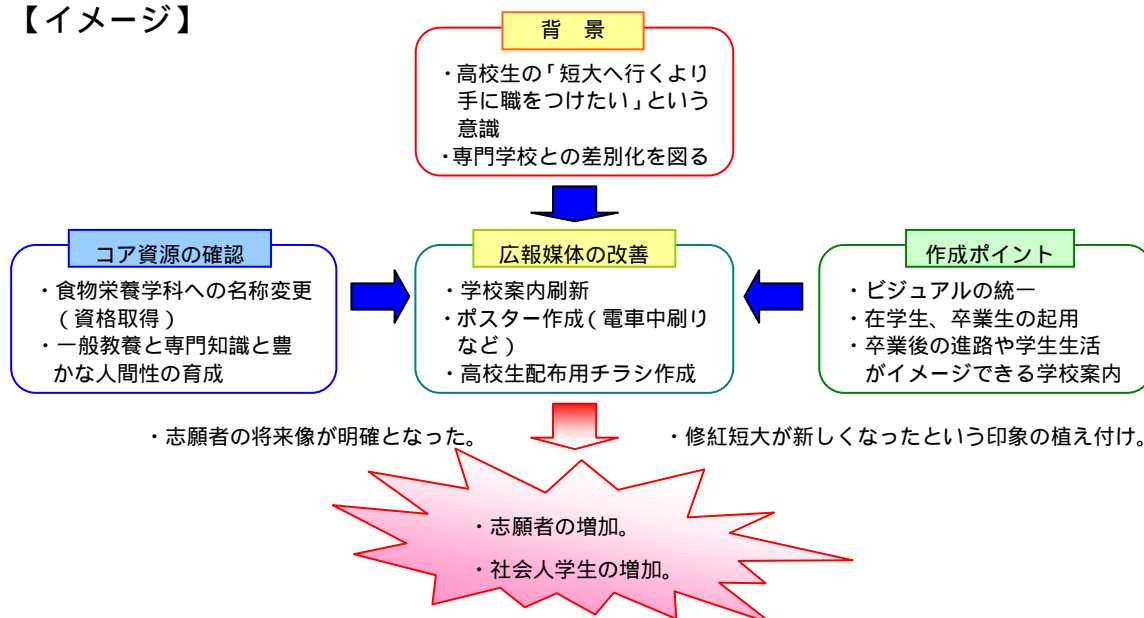 【イメージ】
背　景
・高校生の「短大へ行くより
手に職をつけたい」という
意識
・専門学校との差別化を図る
コア資源の確認
・食物栄養学科への名称変更
（資格取得）
・一般教養と専門知識と豊
かな人間性の育成
広報媒体の改善
・学校案内刷新
・ポスター作成（電車中刷り
など）
・高校生配布用チラシ作成
作成ポイント
・ビジュアルの統一
・在学生、卒業生の起用
・卒業後の進路や学生生活
がイメージできる学校案内
・志願者の将来像が明確となった。
・修紅短大が新しくなったという印象の植え付け。
・志願者の増加。
・社会人学生の増加。